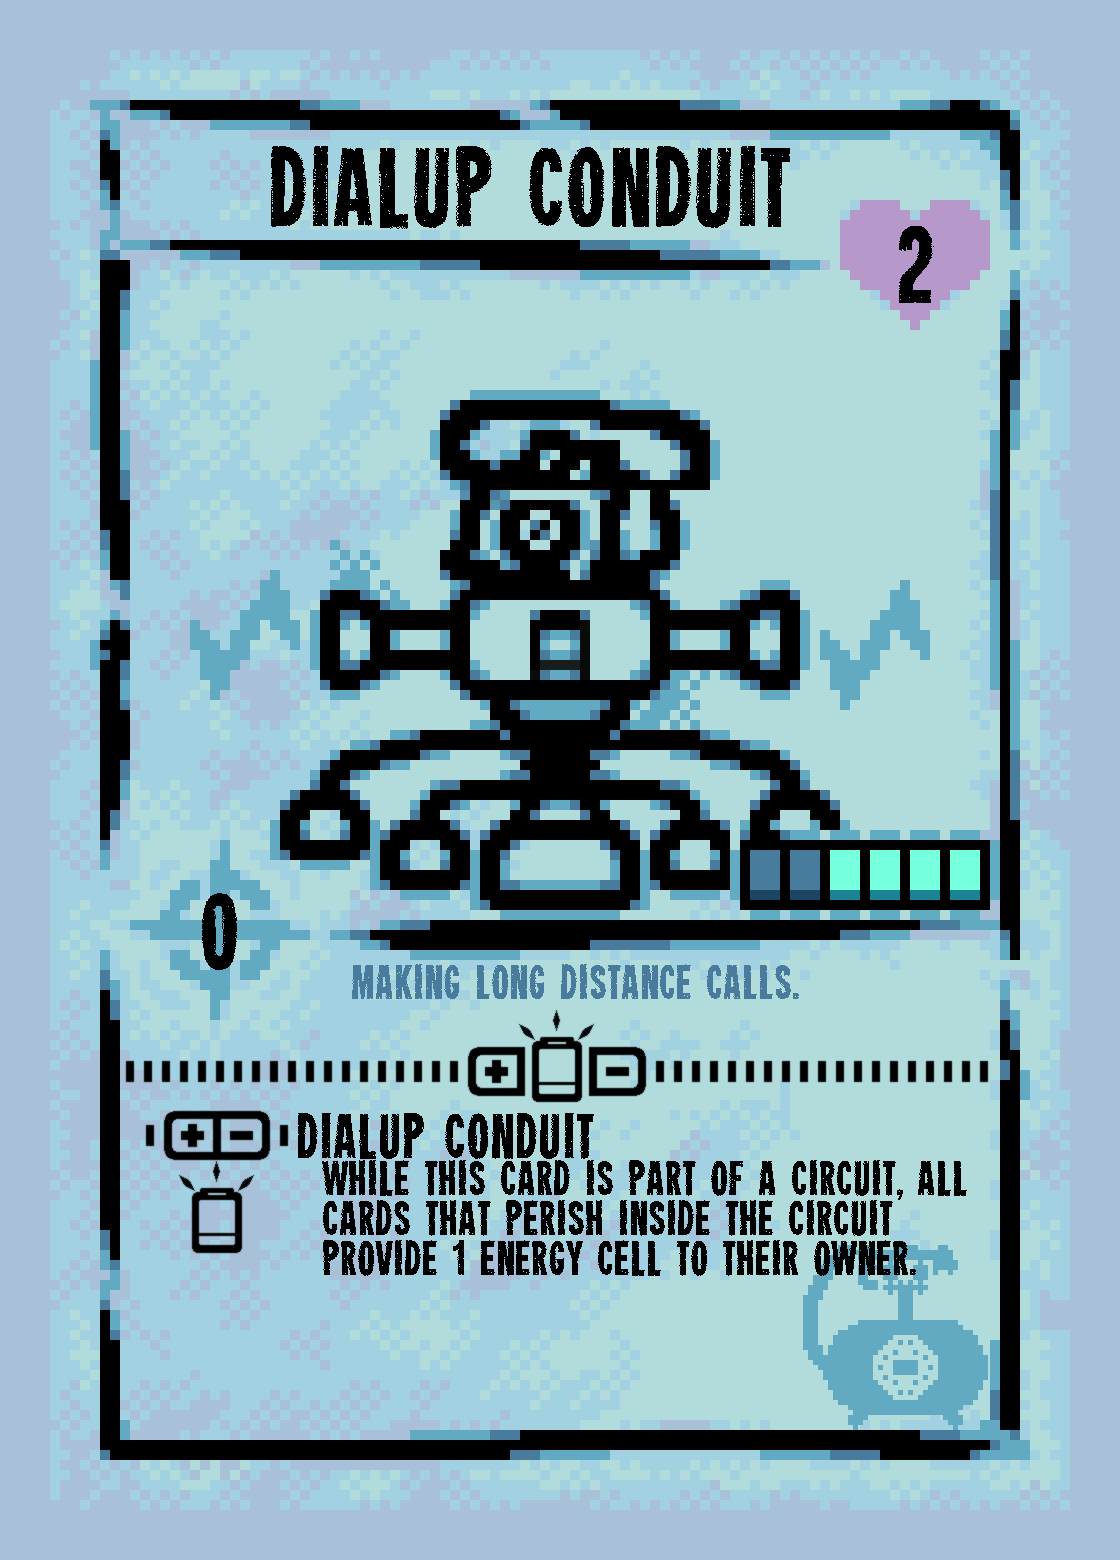 DIALUP CONDUIT
2
0
MAKING LONG DISTANCE CALLS.
DIALUP CONDUIT
WHILE THIS CARD IS PART OF A CIRCUIT, ALL
CARDS THAT PERISH INSIDE THE CIRCUIT
PROVIDE 1 ENERGY CELL TO THEIR OWNER.